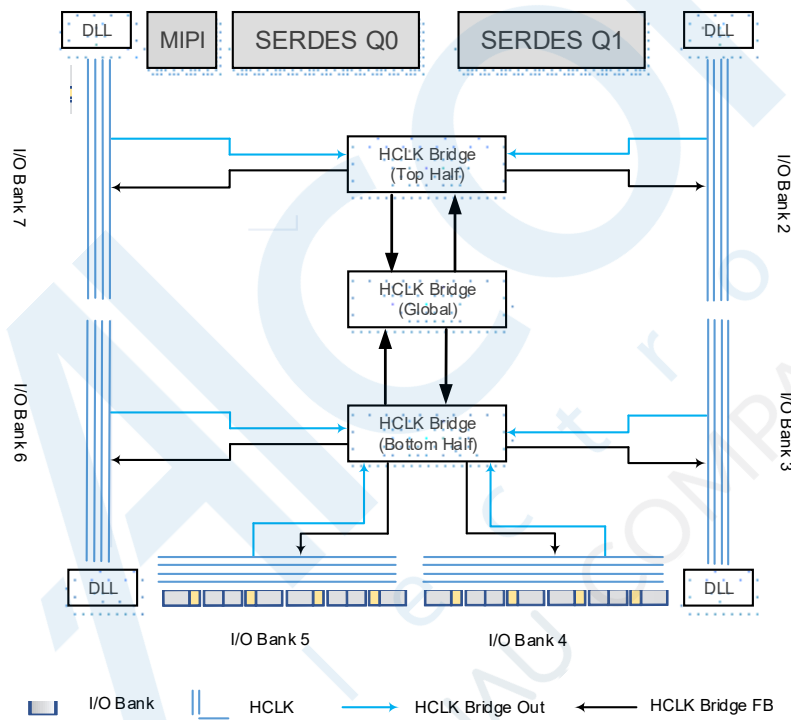 DLL
MIPI
SERDES Q0
SERDES Q1
DLL
I/O Bank 7
HCLK Bridge
(Top Half)
I/O Bank 2
HCLK Bridge
(Global)
I/O Bank 6
HCLK Bridge
(Bottom Half)
I/O Bank 3
DLL
DLL
I/O Bank 5
I/O Bank 4
I/O Bank
HCLK
HCLK Bridge Out
HCLK Bridge FB